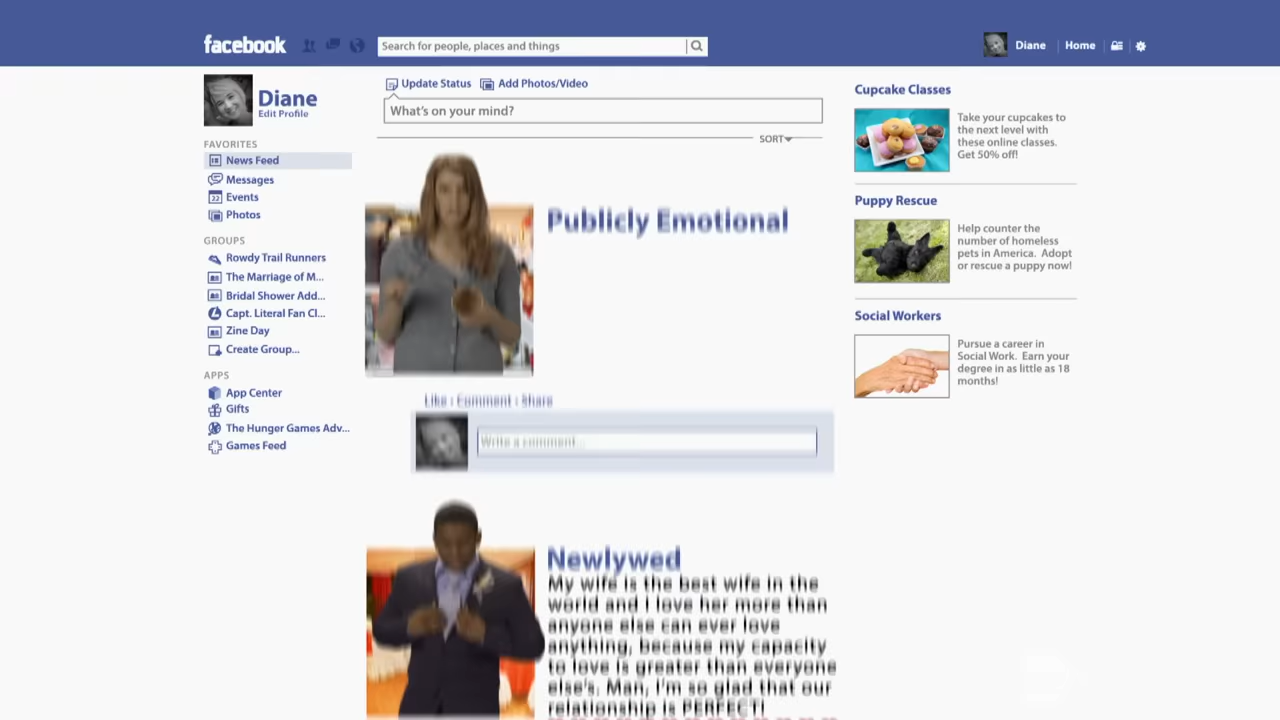 facebook
Search for people, places and things
Diane
Home
Diane
Edit Profile
FAVORITES
News Feed
Messages
Events
Photos
GROUPS
Rowdy Trail Runners
The Marriage of M...
Bridal Shower Add...
Capt. Literal Fan Cl...
Zine Day
Create Group...
APPS
App Center
Gifts
The Hunger Games Adv...
Games Feed
Update Status
Add Photos/Video
What's on your mind?
SORT
Publicly Emotional
Like : Comment : Share
Write a comment...
Newlywed
My wife is the best wife in the
world and I love her more than
anyone else can ever love
anything, because my capacity
to love is greater than everyone
else's. Man, I'm so glad that our
relationship is PERFECT!
Cupcake Classes
Take your cupcakes to
the next level with
these online classes.
Get 50% off!
Puppy Rescue
Help counter the
number of homeless
pets in America. Adopt
or rescue a puppy now!
Social Workers
Pursue a career in
Social Work. Earn your
degree in as little as 18
months!